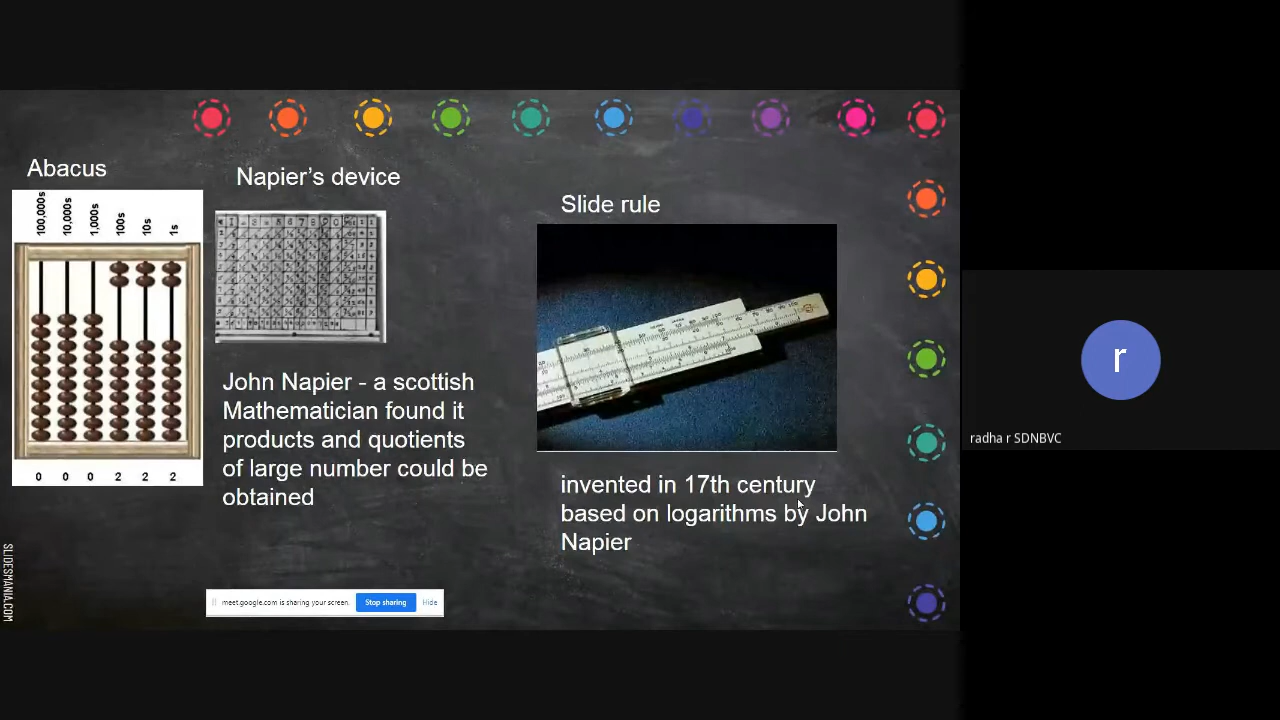 Abacus
100,000s 10,000s 1,000s 100s 10s 1s
0 0 0 2 2 2
Napier's device
John Napier - a scottish
Mathematician found it
products and quotients
of large number could be
obtained
Slide rule
invented in 17th century
based on logarithms by John
Napier
SLIDESMANIA.COM
meet.google.com is sharing your screen.
Stop sharing
Hide
r
radha r SDNBVC